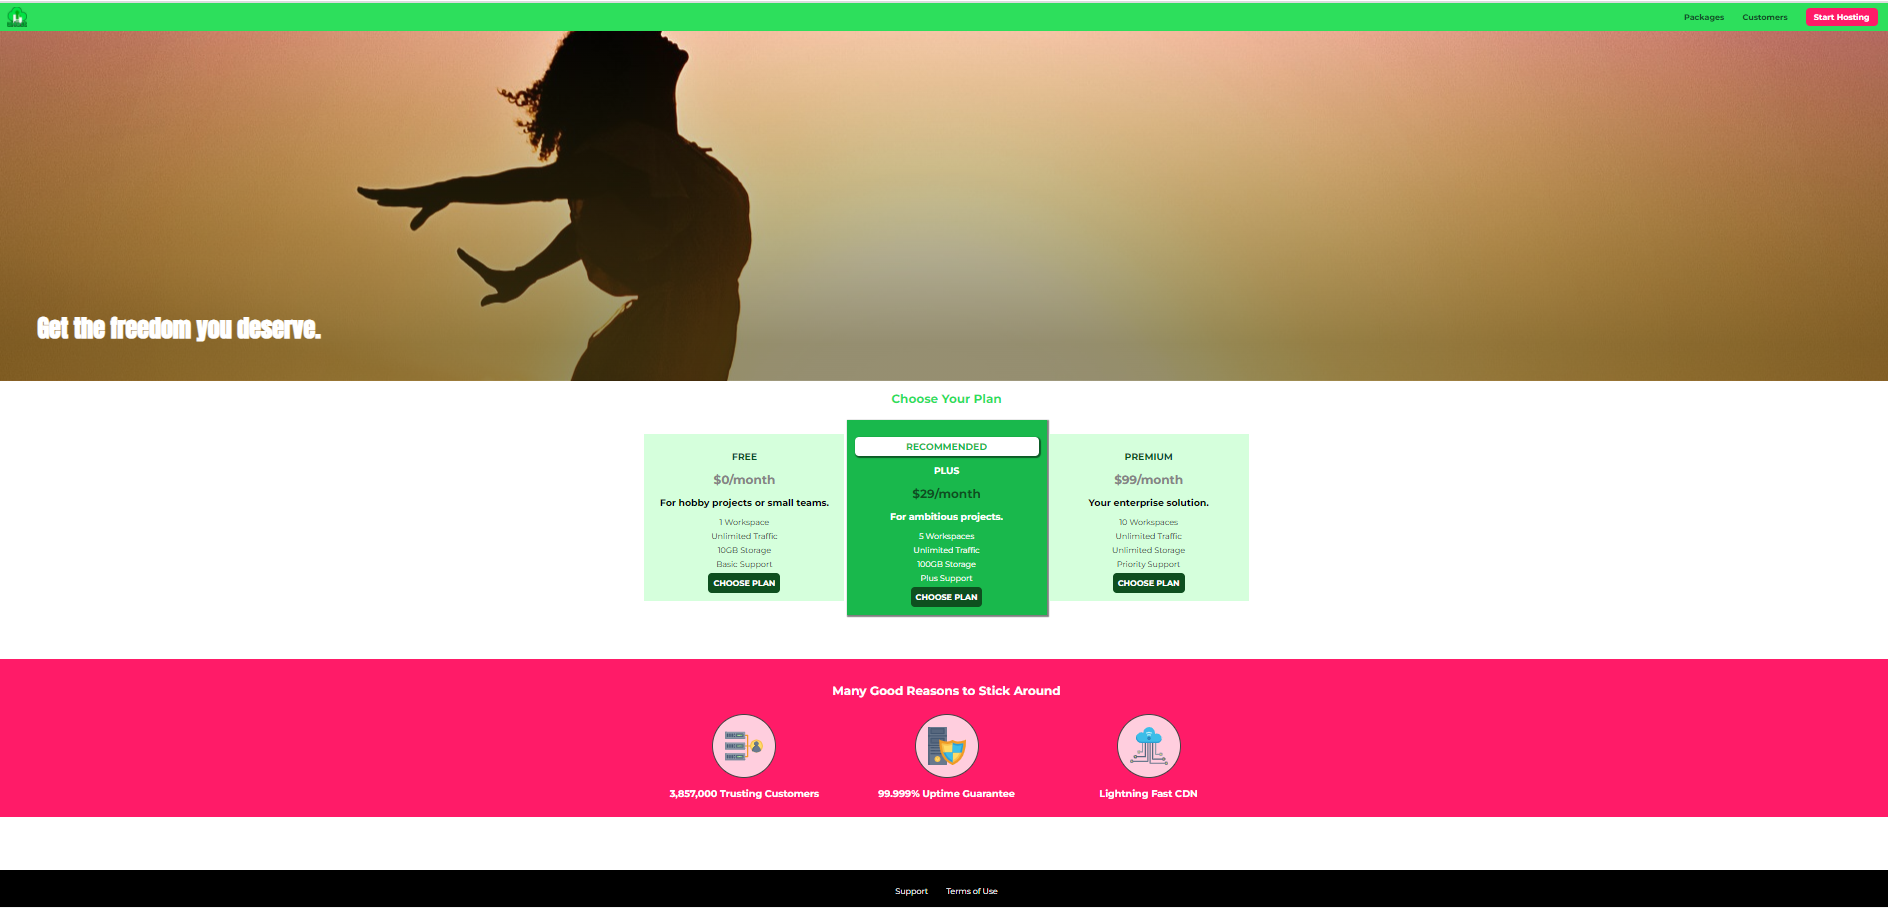 Packages Customers Start Hosting
Get the freedom you deserve.
Choose Your Plan
FREE
$0/month
For hobby projects or small teams.
1 Workspace
Unlimited Traffic
10GB Storage
Basic Support
CHOOSE PLAN
RECOMMENDED
PLUS
$29/month
For ambitious projects.
5 Workspaces
Unlimited Traffic
100GB Storage
Plus Support
CHOOSE PLAN
PREMIUM
$99/month
Your enterprise solution.
10 Workspaces
Unlimited Traffic
Unlimited Storage
Priority Support
CHOOSE PLAN
Many Good Reasons to Stick Around
3,857,000 Trusting Customers
99.999% Uptime Guarantee
Lightning Fast CDN
Support Terms of Use